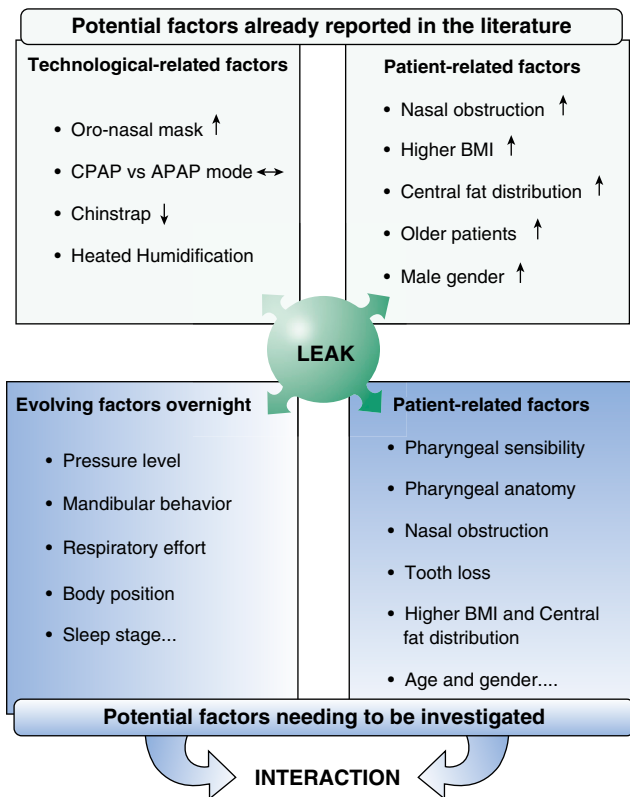 Potential factors already reported in the literature
Technological-related factors
• Oro-nasal mask ↑
• CPAP vs APAP mode ↔
• Chinstrap ↓
• Heated Humidification
Patient-related factors
• Nasal obstruction ↑
• Higher BMI ↑
• Central fat distribution ↑
• Older patients ↑
• Male gender ↑
LEAK
Evolving factors overnight
• Pressure level
• Mandibular behavior
• Respiratory effort
• Body position
• Sleep stage...
Patient-related factors
• Pharyngeal sensibility
• Pharyngeal anatomy
• Nasal obstruction
• Tooth loss
• Higher BMI and Central
fat distribution
• Age and gender....
Potential factors needing to be investigated
INTERACTION